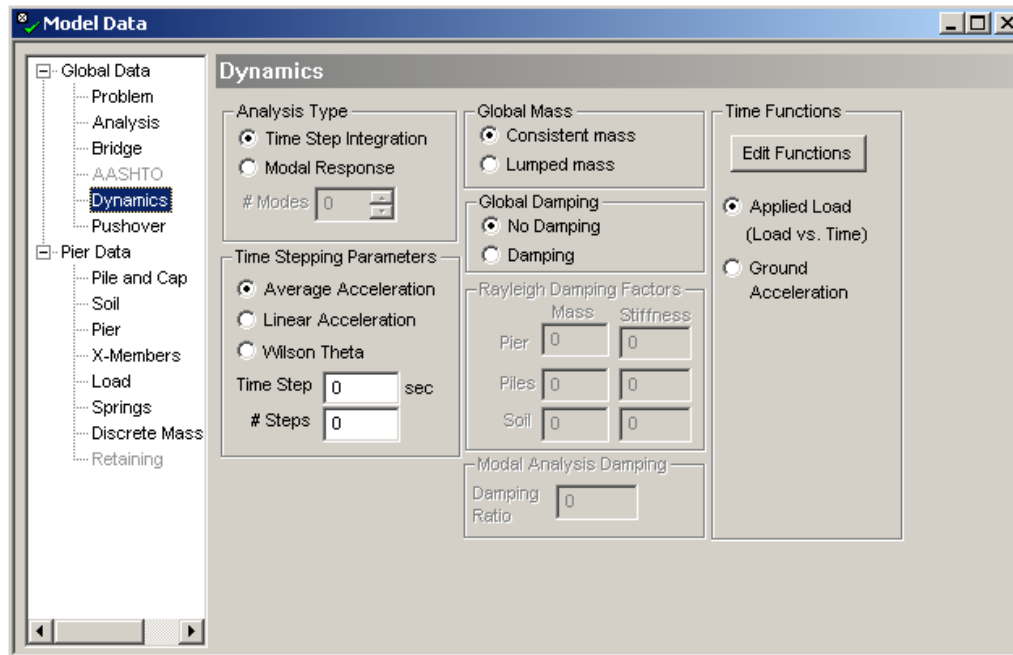 Model Data
Global Data
Problem
Analysis
Bridge
AASHTO
Dynamics
Pushover
Pier Data
Pile and Cap
Soil
Pier
X-Members
Load
Springs
Discrete Mass
Retaining
Dynamics
Analysis Type
Time Step Integration
Modal Response
# Modes 0
Time Stepping Parameters
Average Acceleration
Linear Acceleration
Wilson Theta
Time Step 0 sec
# Steps 0
Global Mass
Consistent mass
Lumped mass
Global Damping
No Damping
Damping
Rayleigh Damping Factors
Mass Stiffness
Pier 0 0
Piles 0 0
Soil 0 0
Modal Analysis Damping
Damping
Ratio 0
Time Functions
Edit Functions
Applied Load
(Load vs. Time)
Ground
Acceleration